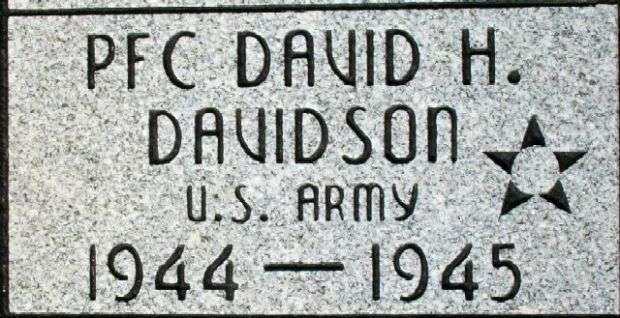 PFC DAVID H.
DAVIDSON
U.S. ARMY
1944 — 1945